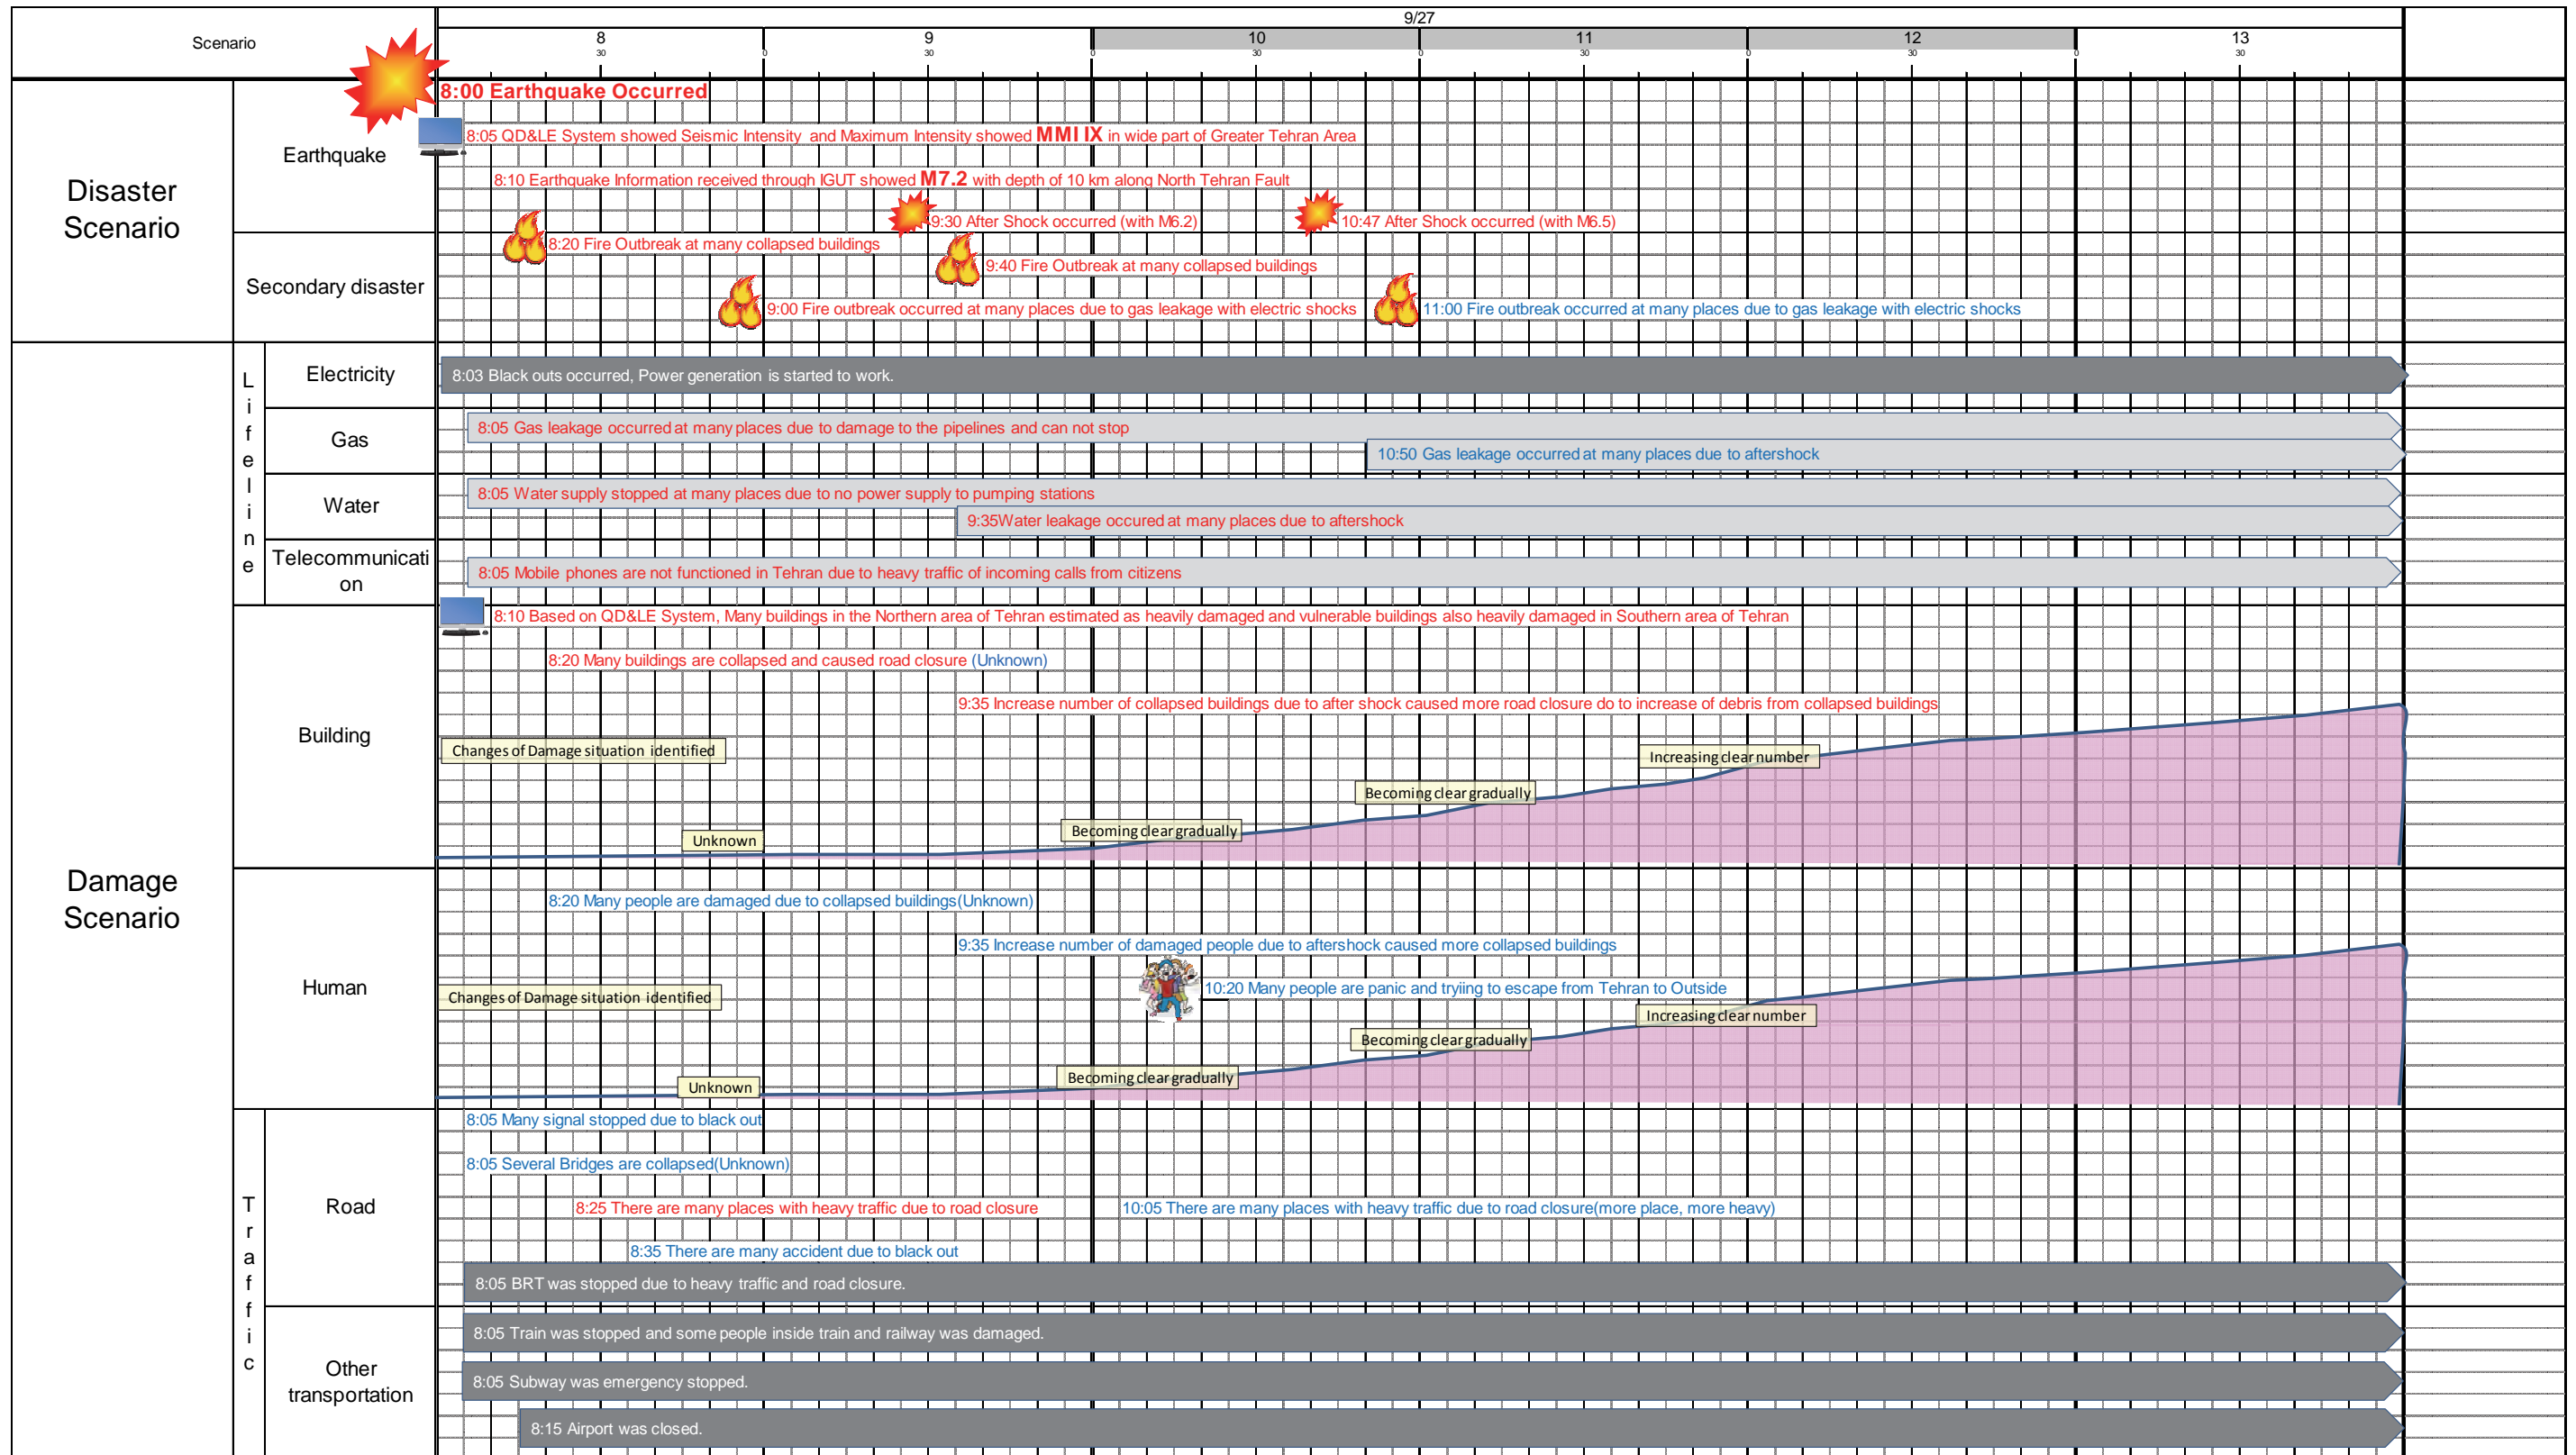 9/27
Scenario
8
9
10
11
12
13
30
0
30
0
30
0
30
0
30
0
30
Disaster
Scenario
Earthquake
8:00 Earthquake Occurred
8:05 QD&LE System showed Seismic Intensity and Maximum Intensity showed MMI IX in wide part of Greater Tehran Area
8:10 Earthquake Information received through IGUT showed M7.2 with depth of 10 km along North Tehran Fault
9:30 After Shock occurred (with M6.2)
10:47 After Shock occurred (with M6.5)
Secondary disaster
8:20 Fire Outbreak at many collapsed buildings
9:40 Fire Outbreak at many collapsed buildings
9:00 Fire outbreak occurred at many places due to gas leakage with electric shocks
11:00 Fire outbreak occurred at many places due to gas leakage with electric shocks
Damage
Scenario
Lifeline
Electricity
8:03 Black outs occurred, Power generation is started to work.
Gas
8:05 Gas leakage occurred at many places due to damage to the pipelines and can not stop
10:50 Gas leakage occurred at many places due to aftershock
Water
8:05 Water supply stopped at many places due to no power supply to pumping stations
9:35Water leakage occured at many places due to aftershock
Telecommunicati
on
8:05 Mobile phones are not functioned in Tehran due to heavy traffic of incoming calls from citizens
Building
8:10 Based on QD&LE System, Many buildings in the Northern area of Tehran estimated as heavily damaged and vulnerable buildings also heavily damaged in Southern area of Tehran
8:20 Many buildings are collapsed and caused road closure (Unknown)
9:35 Increase number of collapsed buildings due to after shock caused more road closure do to increase of debris from collapsed buildings
Changes of Damage situation identified
Increasing clear number
Becoming clear gradually
Becoming clear gradually
Unknown
Human
8:20 Many people are damaged due to collapsed buildings(Unknown)
9:35 Increase number of damaged people due to aftershock caused more collapsed buildings
10:20 Many people are panic and tryiing to escape from Tehran to Outside
Changes of Damage situation identified
Increasing clear number
Becoming clear gradually
Becoming clear gradually
Unknown
Traffic
Road
8:05 Many signal stopped due to black out
8:05 Several Bridges are collapsed(Unknown)
8:25 There are many places with heavy traffic due to road closure
10:05 There are many places with heavy traffic due to road closure(more place, more heavy)
8:35 There are many accident due to black out
8:05 BRT was stopped due to heavy traffic and road closure.
Other
transportation
8:05 Train was stopped and some people inside train and railway was damaged.
8:05 Subway was emergency stopped.
8:15 Airport was closed.